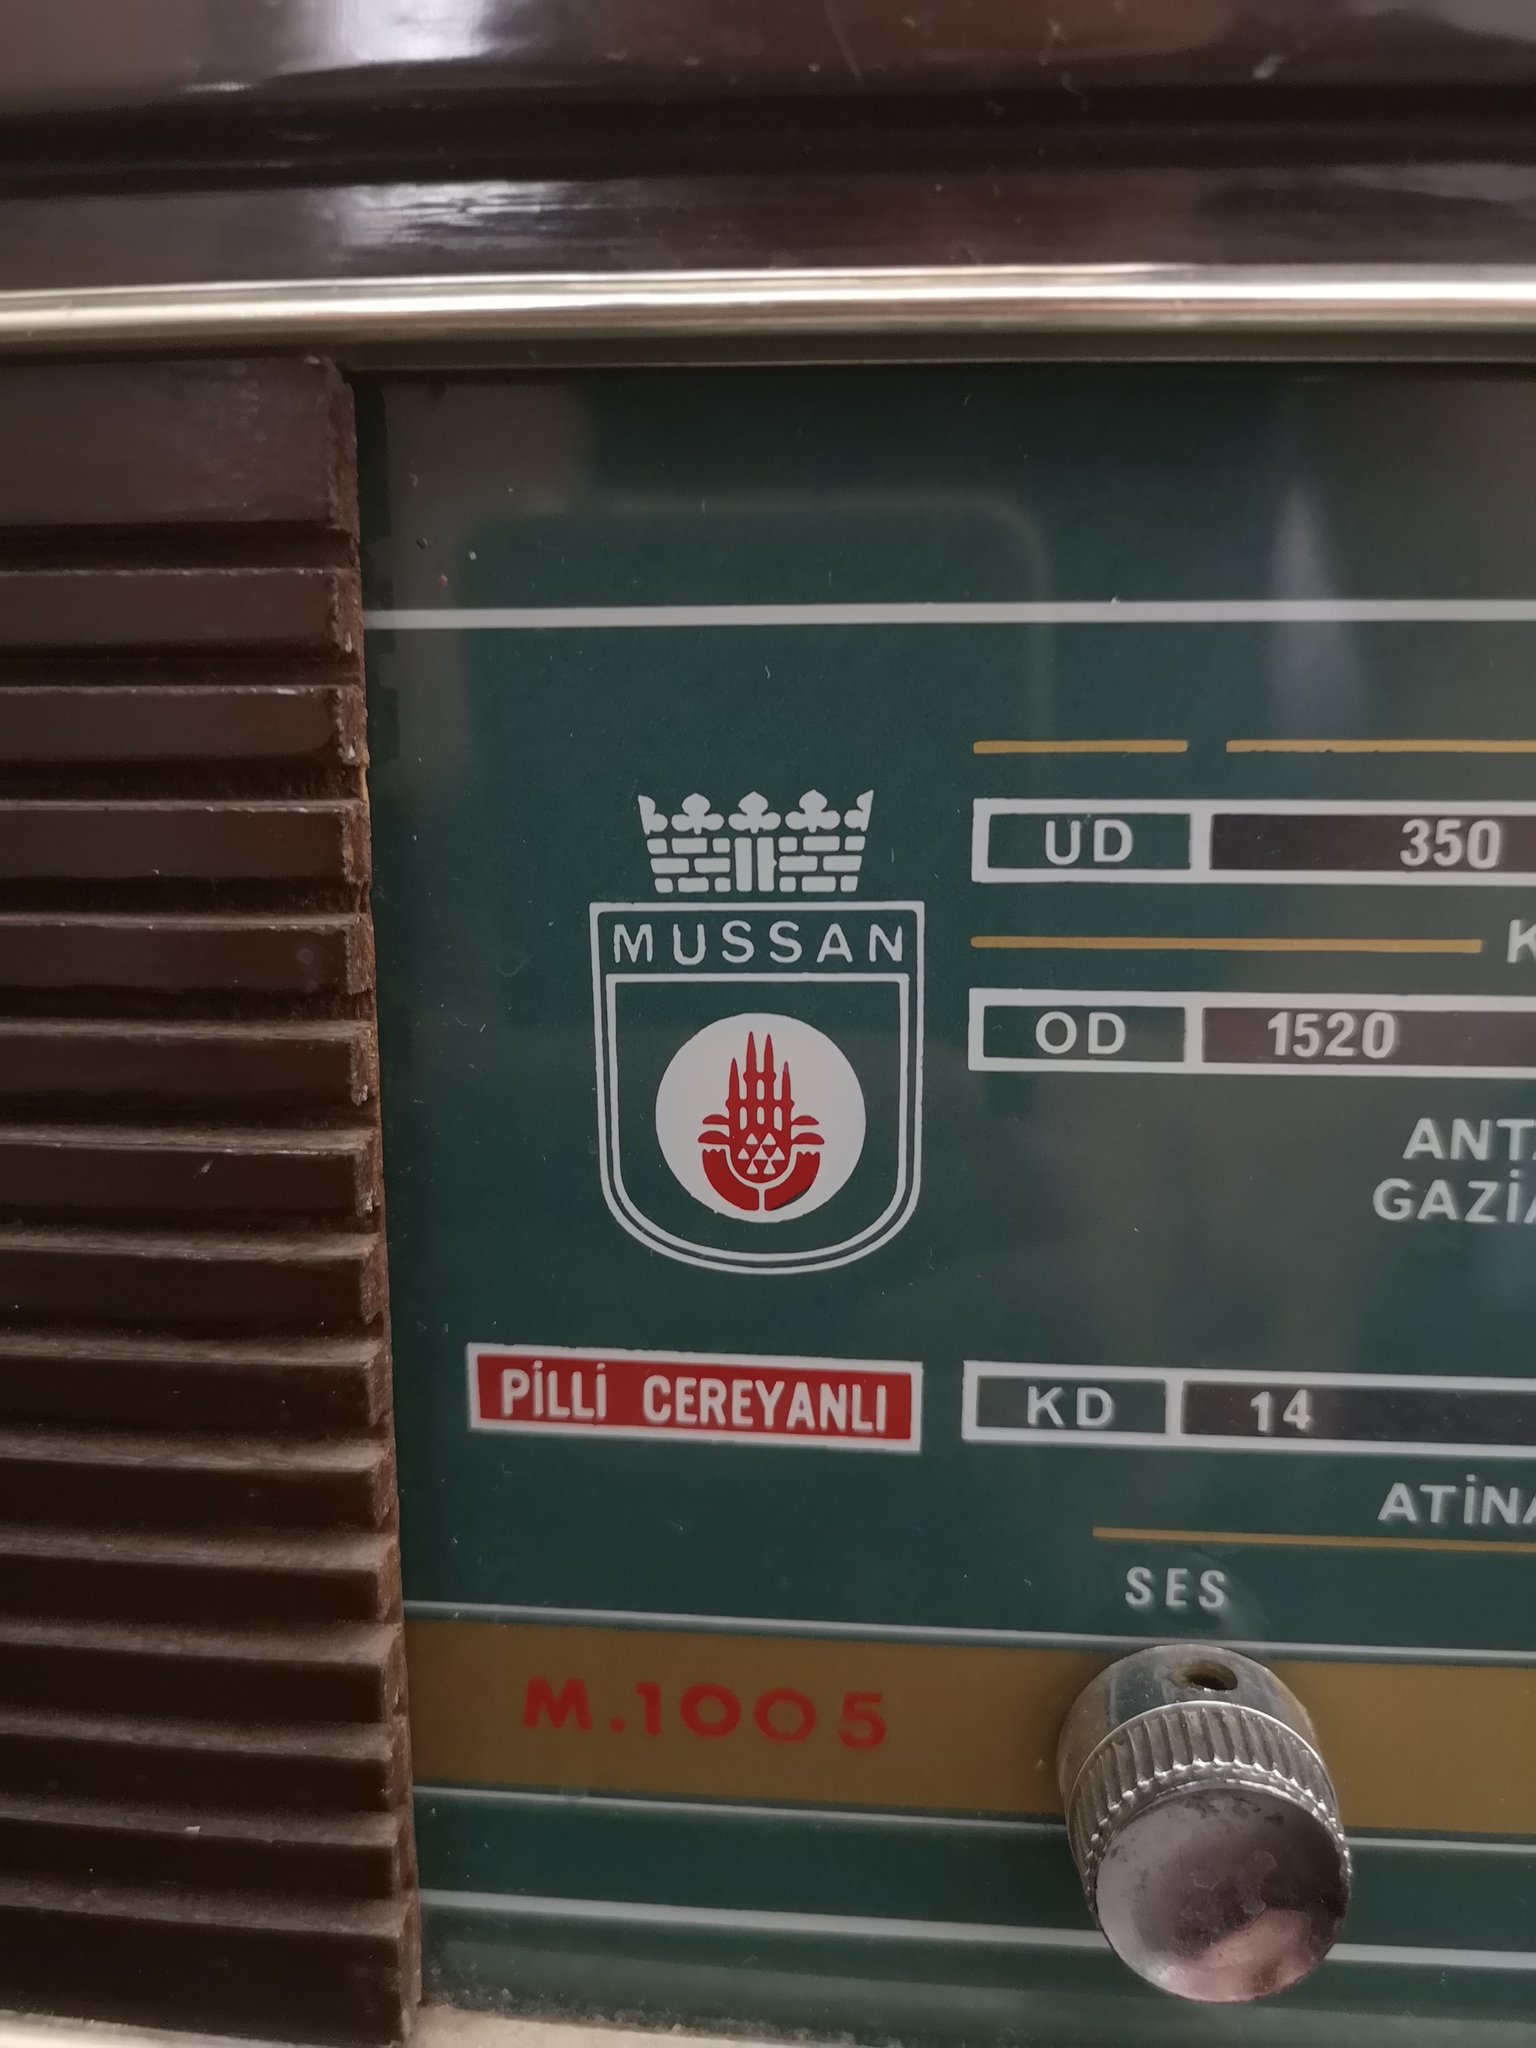 UD 350
MUSSAN
K
OD 1520
ANT
GAZİA
PİLLİ CEREYANLI
KD 14
ATİNA
SES
M.1005